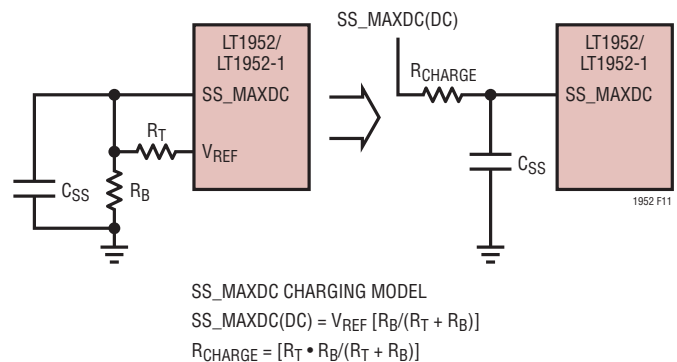 LT1952/
LT1952-1
SS_MAXDC
RT
VREF
CSS
RB
SS_MAXDC(DC)
RCHARGE
LT1952/
LT1952-1
SS_MAXDC
CSS
1952 F11
SS_MAXDC CHARGING MODEL
SS_MAXDC(DC) = VREF [RB/(RT + RB)]
RCHARGE = [RT • RB/(RT + RB)]